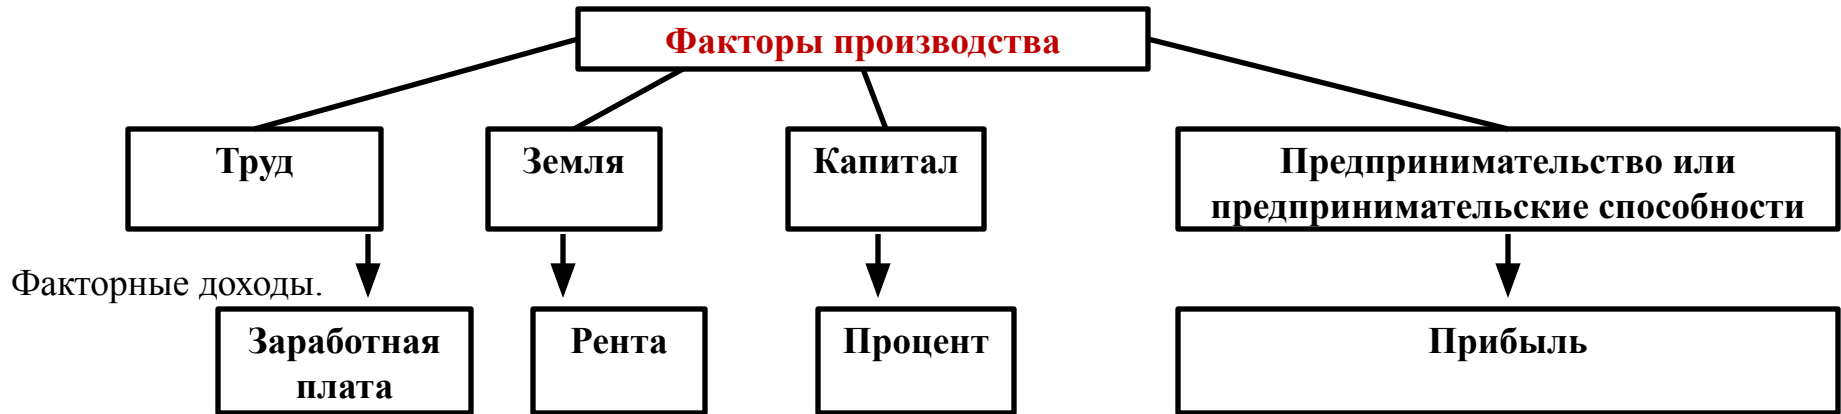 Факторы производства
Труд
Земля
Капитал
Предпринимательство или
предпринимательские способности
Факторные доходы.
Заработная
плата
Рента
Процент
Прибыль